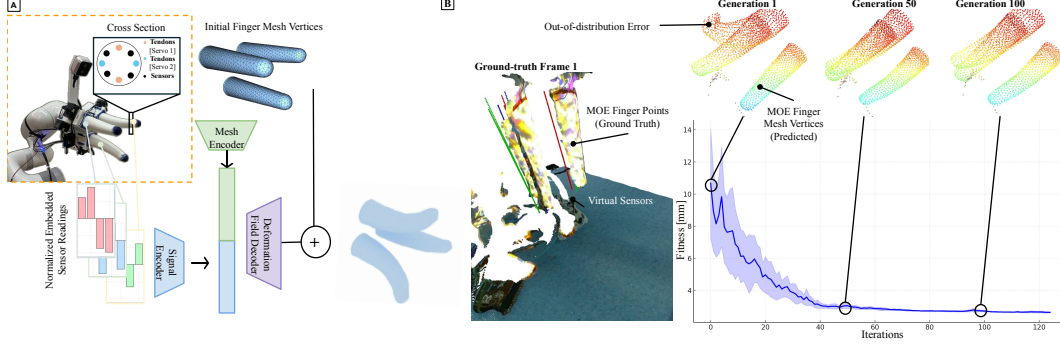 A
Cross Section
Tendons
[Servo 1]
Tendons
[Servo 2]
Sensors
Initial Finger Mesh Vertices
Mesh
Encoder
Normalized Embedded
Sensor Readings
Signal
Encoder
Deformation
Field Decoder
+
B
Generation 1
Generation 50
Generation 100
Out-of-distribution Error
Ground-truth Frame 1
MOE Finger Points
(Ground Truth)
MOE Finger
Mesh Vertices
(Predicted)
Virtual Sensors
Fitness [mm]
14
12
10
8
6
4
0
20
40
60
80
100
120
Iterations